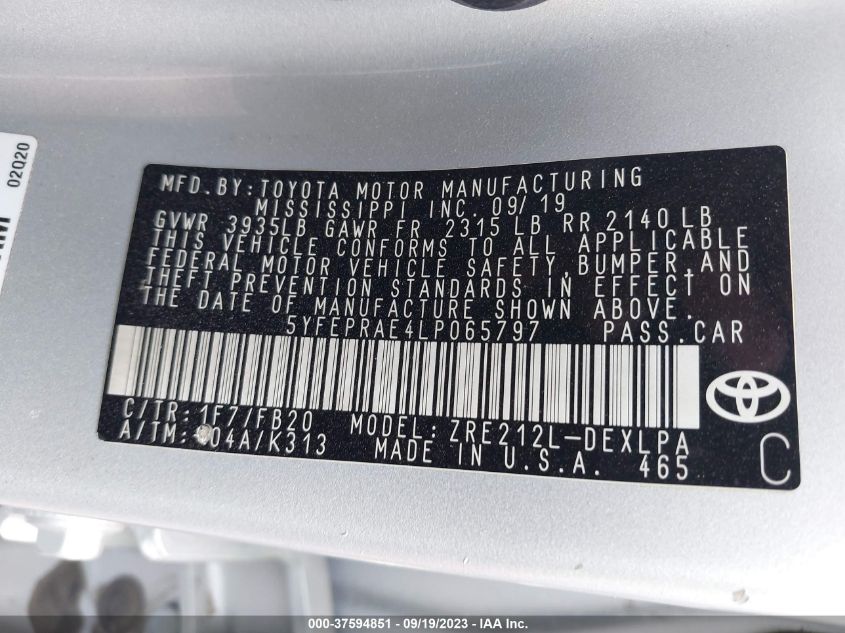 02Q20
MFD. BY: TOYOTA MOTOR MANUFACTURING
MISSISSIPPI INC. 09/19
GVWR 3935LB GAWR FR 2315 LB RR 2140 LB
THIS VEHICLE CONFORMS TO ALL APPLICABLE
FEDERAL MOTOR VEHICLE SAFETY, BUMPER, AND
THEFT PREVENTION STANDARDS IN EFFECT ON
THE DATE OF MANUFACTURE SHOWN ABOVE.
5YFEPRAE4LP065797 PASS. CAR
C/TR: 1F7/FB20 MODEL: ZRE212L-DEXLPA
A/TM: 04A/K313 MADE IN U.S.A. 465
C
000-37594851 | 09/19/2023 | IAA Inc.